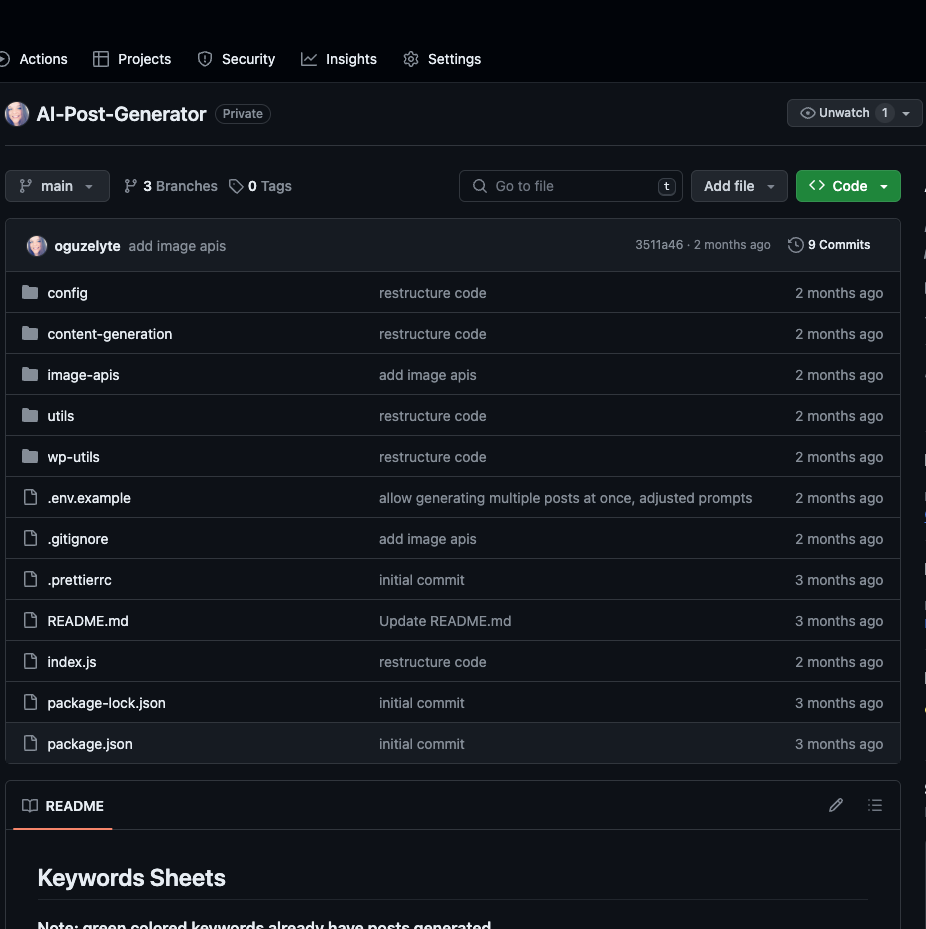 Actions Projects Security Insights Settings
AI-Post-Generator Private Unwatch 1
main 3 Branches 0 Tags Go to file t Add file Code
oguzelyte add image apis 3511a46 · 2 months ago 9 Commits
config restructure code 2 months ago
content-generation restructure code 2 months ago
image-apis add image apis 2 months ago
utils restructure code 2 months ago
wp-utils restructure code 2 months ago
.env.example allow generating multiple posts at once, adjusted prompts 2 months ago
.gitignore add image apis 2 months ago
.prettierrc initial commit 3 months ago
README.md Update README.md 3 months ago
index.js restructure code 2 months ago
package-lock.json initial commit 3 months ago
package.json initial commit 3 months ago
README
Keywords Sheets
Note: green colored keywords already have posts generated